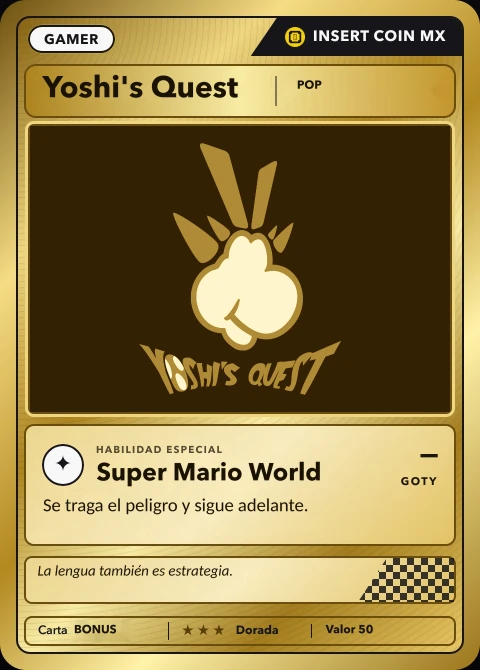 GAMER
INSERT COIN MX
Yoshi's Quest
POP
YOSHI'S QUEST
HABILIDAD ESPECIAL
Super Mario World
—
GOTY
Se traga el peligro y sigue adelante.
La lengua también es estrategia.
Carta BONUS
★★★ Dorada
Valor 50